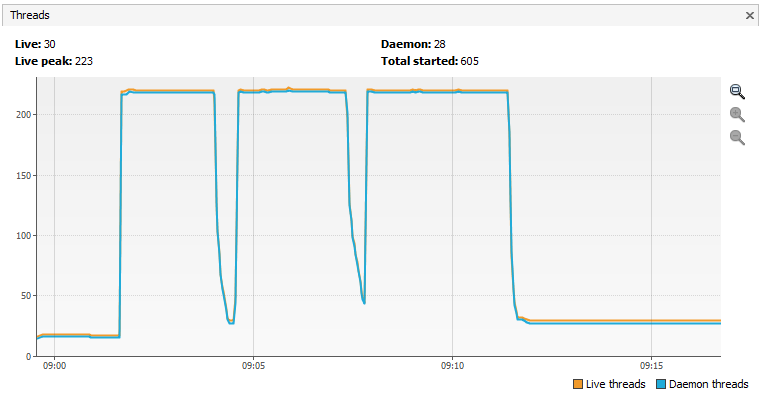 Threads
Live: 30 Daemon: 28
Live peak: 223 Total started: 605
200
150
100
50
0
09:00 09:05 09:10 09:15
Live threads Daemon threads